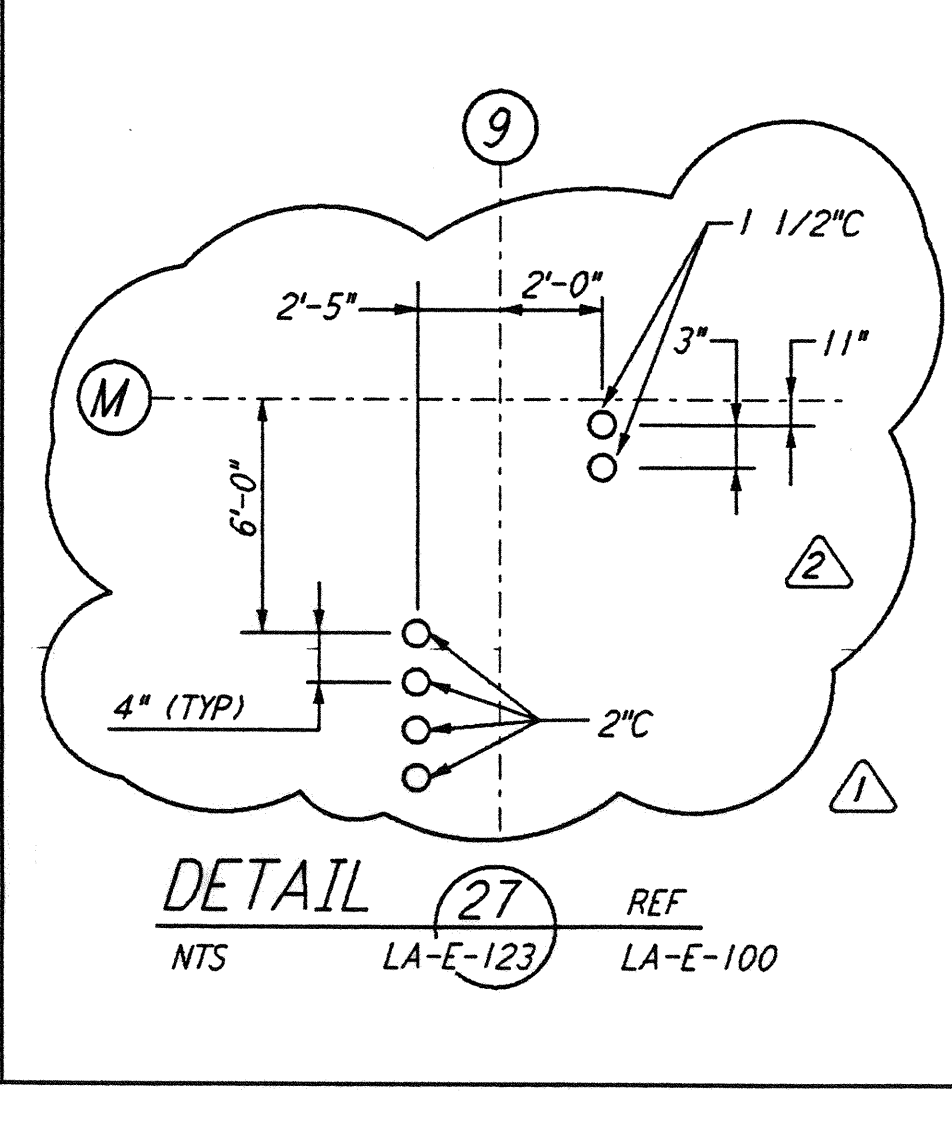 9
1 1/2"C
2'-5"
2'-0"
3"
11"
M
6'-0"
2
4" (TYP)
2"C
1
DETAIL 27 REF
NTS LA-E-123 LA-E-100